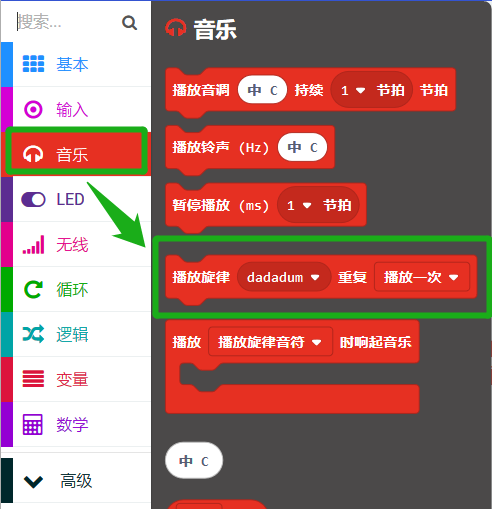 搜索...
基本
输入
音乐
LED
无线
循环
逻辑
变量
数学
高级
音乐
播放音调 中 C 持续 1 节拍 节拍
播放铃声 (Hz) 中 C
暂停播放 (ms) 1 节拍
播放旋律 dadadum 重复 播放一次
播放 播放旋律音符 时响起音乐
中 C